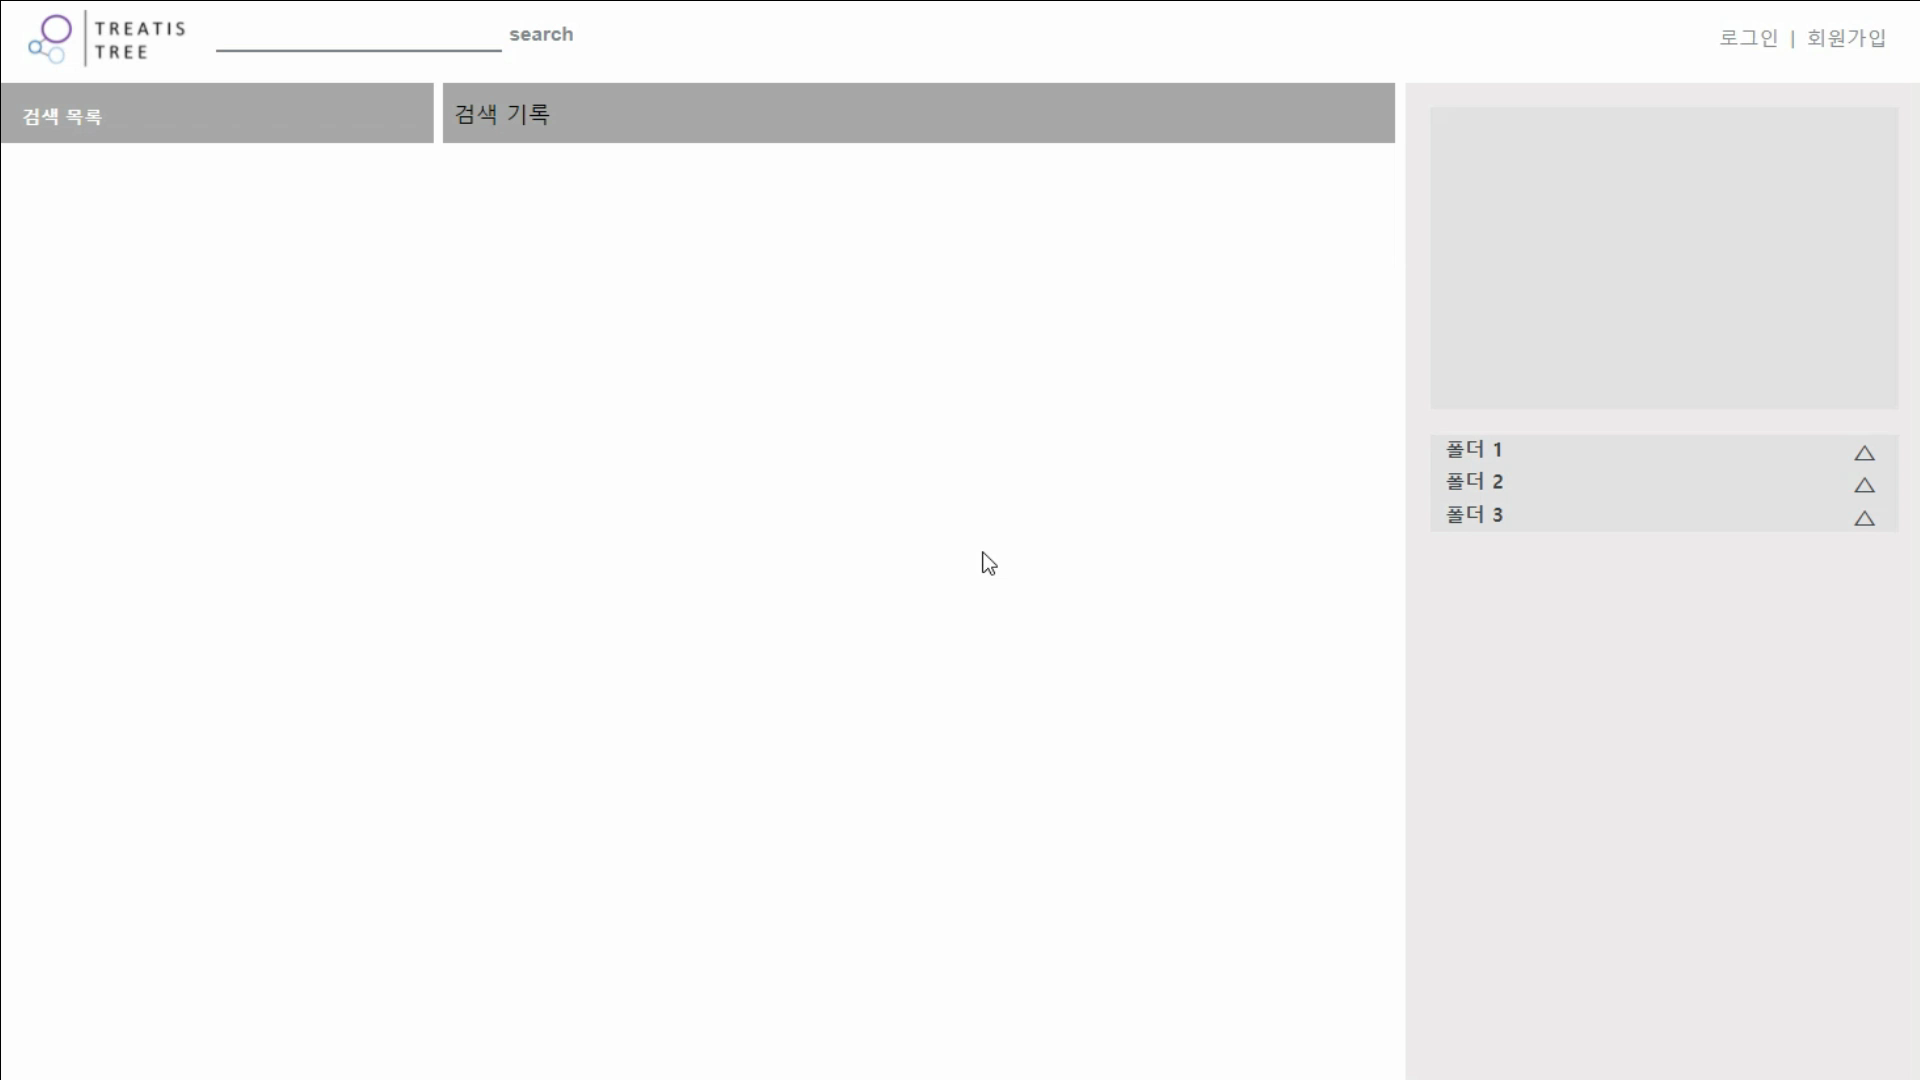 TREATIS
TREE
search
로그인 | 회원가입
검색 목록
검색 기록
폴더 1
폴더 2
폴더 3